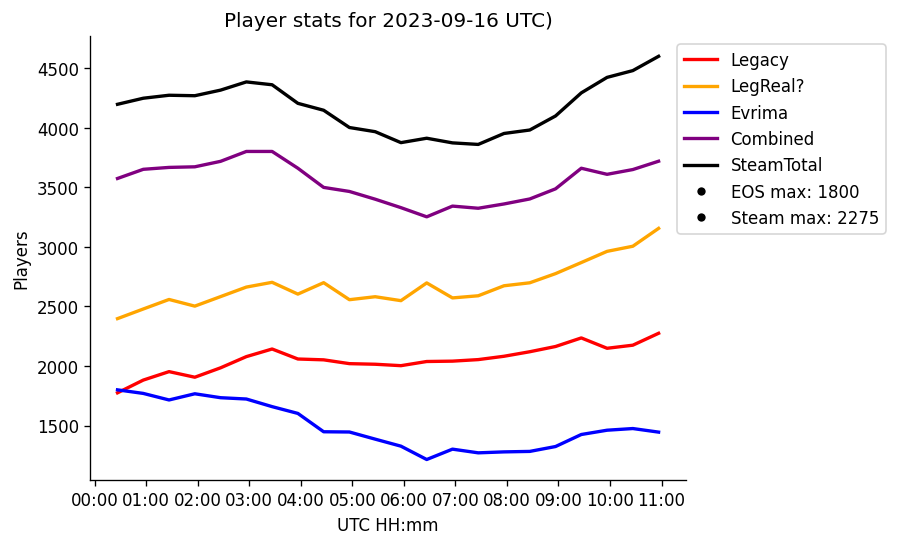 Player stats for 2023-09-16 UTC)
Players
4500
4000
3500
3000
2500
2000
1500
00:00 01:00 02:00 03:00 04:00 05:00 06:00 07:00 08:00 09:00 10:00 11:00
UTC HH:mm
Legacy
LegReal?
Evrima
Combined
SteamTotal
EOS max: 1800
Steam max: 2275